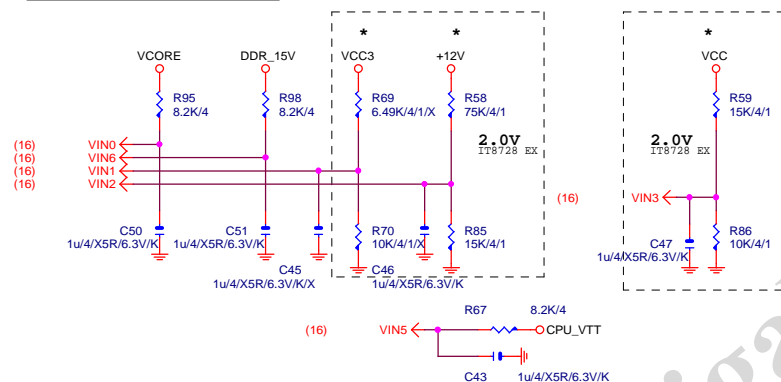 * * *
VCORE DDR_15V VCC3 +12V VCC
R95 R98 R69 R58 R59
8.2K/4 8.2K/4 6.49K/4/1/X 75K/4/1 15K/4/1
2.0V 2.0V
IT8728 EX IT8728 EX
(16) VIN0
(16) VIN6
(16) VIN1
(16) VIN2
(16) VIN3
C50 C51 R70 R85 R86
1u/4/X5R/6.3V/K 1u/4/X5R/6.3V/K 10K/4/1/X 15K/4/1 10K/4/1
C47
1u/4/X5R/6.3V/K
C45 C46
1u/4/X5R/6.3V/K/X 1u/4/X5R/6.3V/K
R67 8.2K/4
(16) VIN5 CPU_VTT
C43 1u/4/X5R/6.3V/K